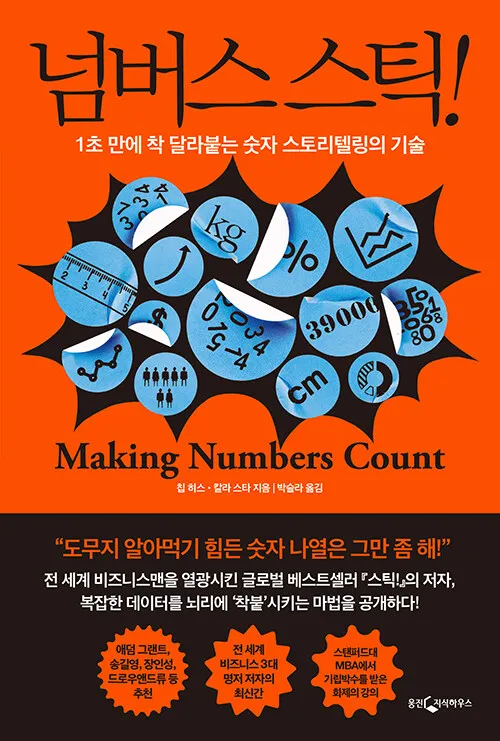 넘버스 스틱!
1초 만에 착 달라붙는 숫자 스토리텔링의 기술
kg
%
1 2 3 4 5
$
39000
cm
Making Numbers Count
칩 히스 · 칼라 스타 지음 | 박슬라 옮김
“도무지 알아먹기 힘든 숫자 나열은 그만 좀 해!”
전 세계 비즈니스맨을 열광시킨 글로벌 베스트셀러 『스틱!』의 저자,
복잡한 데이터를 뇌리에 ‘착붙’시키는 마법을 공개하다!
애덤 그랜트,
송길영, 장인성,
드로우앤드류 등
추천
전 세계
비즈니스 3대
명저 저자의
최신간
스탠퍼드대
MBA에서
기립박수를 받은
화제의 강의
웅진 지식하우스